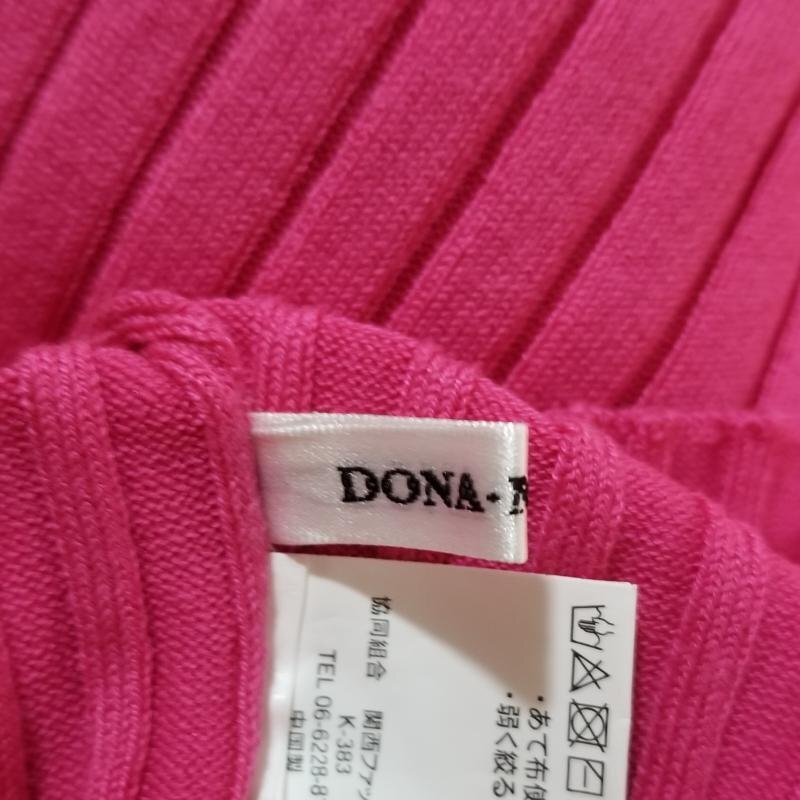 DONA-
・あて布使
・弱く絞る
協同組合 関西ファッ
K-383
TEL 06-6228-8
中国製